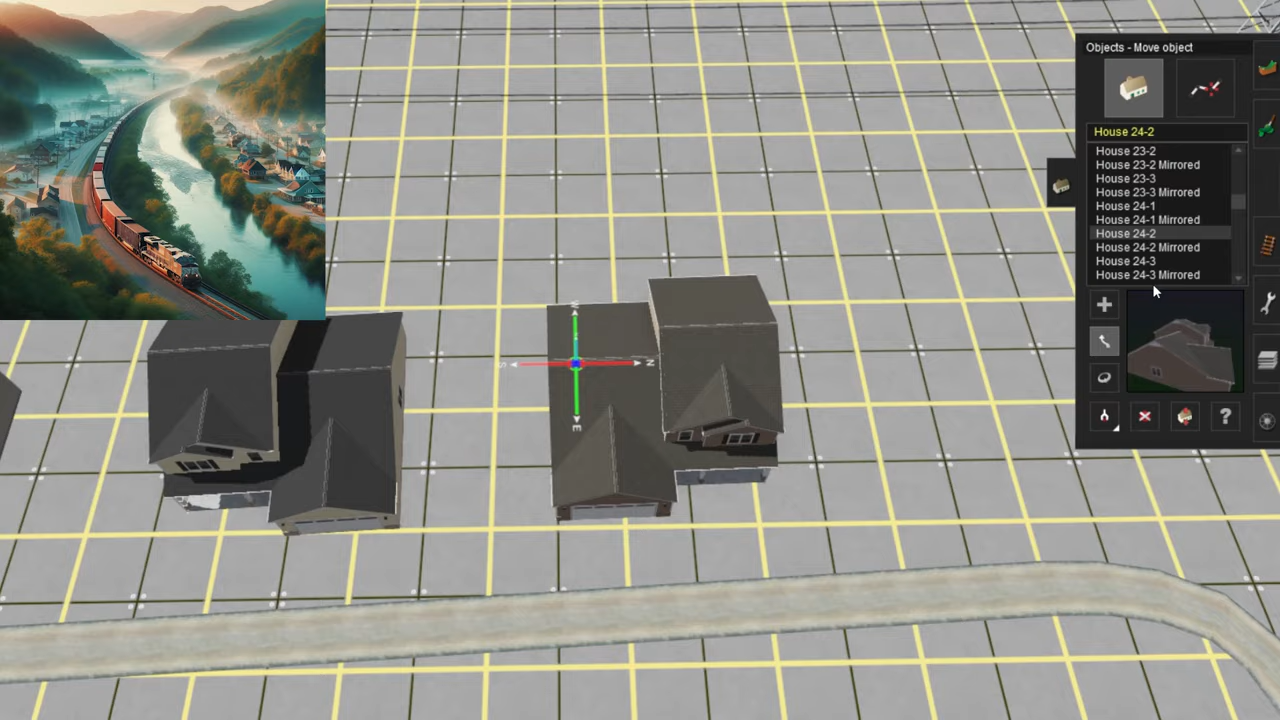 Objects - Move object
House 24-2
House 23-2
House 23-2 Mirrored
House 23-3
House 23-3 Mirrored
House 24-1
House 24-1 Mirrored
House 24-2
House 24-2 Mirrored
House 24-3
House 24-3 Mirrored
?
W
S
N
E